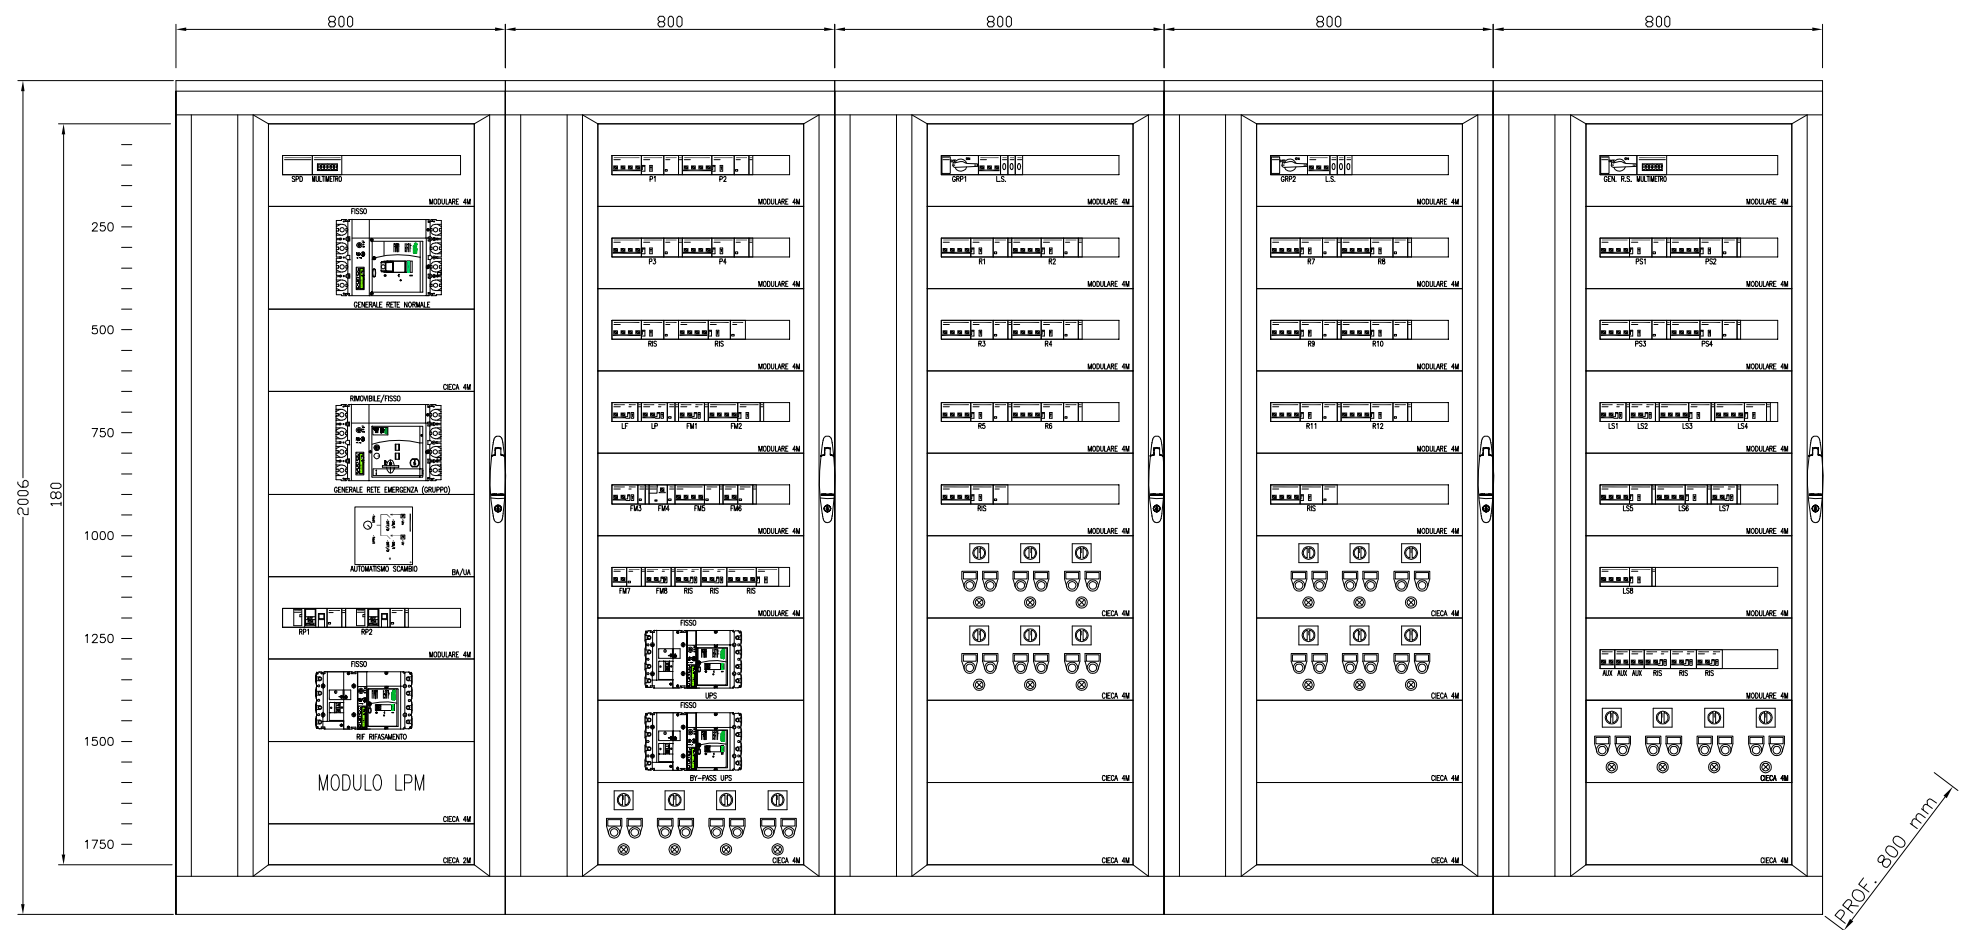 800 800 800 800 800
2006
180
250
500
750
1000
1250
1500
1750
SPD MULTIMETRO
MODULARE 4M
FISSO
GENERALE RETE NORMALE
CIECA 4M
RIMOVIBILE/FISSO
GENERALE RETE EMERGENZA (GRUPPO)
AUTOMATISMO SCAMBIO
BA/UA
RP1 RP2
MODULARE 4M
FISSO
RIF RIFASAMENTO
MODULO LPM
CIECA 4M
CIECA 2M
P1 P2
MODULARE 4M
P3 P4
MODULARE 4M
RIS RIS
MODULARE 4M
LF LP FM1 FM2
MODULARE 4M
FM3 FM4 FM5 FM6
MODULARE 4M
FM7 FM8 RIS RIS RIS
MODULARE 4M
FISSO
UPS
FISSO
BY-PASS UPS
CIECA 4M
GRP1 L.S.
MODULARE 4M
R1 R2
MODULARE 4M
R3 R4
MODULARE 4M
R5 R6
MODULARE 4M
RIS
MODULARE 4M
CIECA 4M
CIECA 4M
CIECA 4M
CIECA 4M
GRP2 L.S.
MODULARE 4M
R7 R8
MODULARE 4M
R9 R10
MODULARE 4M
R11 R12
MODULARE 4M
RIS
MODULARE 4M
CIECA 4M
CIECA 4M
CIECA 4M
CIECA 4M
GEN. R.S. MULTIMETRO
MODULARE 4M
PS1 PS2
MODULARE 4M
PS3 PS4
MODULARE 4M
LS1 LS2 LS3 LS4
MODULARE 4M
LS5 LS6 LS7
MODULARE 4M
LS8
MODULARE 4M
AUX AUX AUX RIS RIS RIS
MODULARE 4M
CIECA 4M
CIECA 4M
PROF. 800 mm